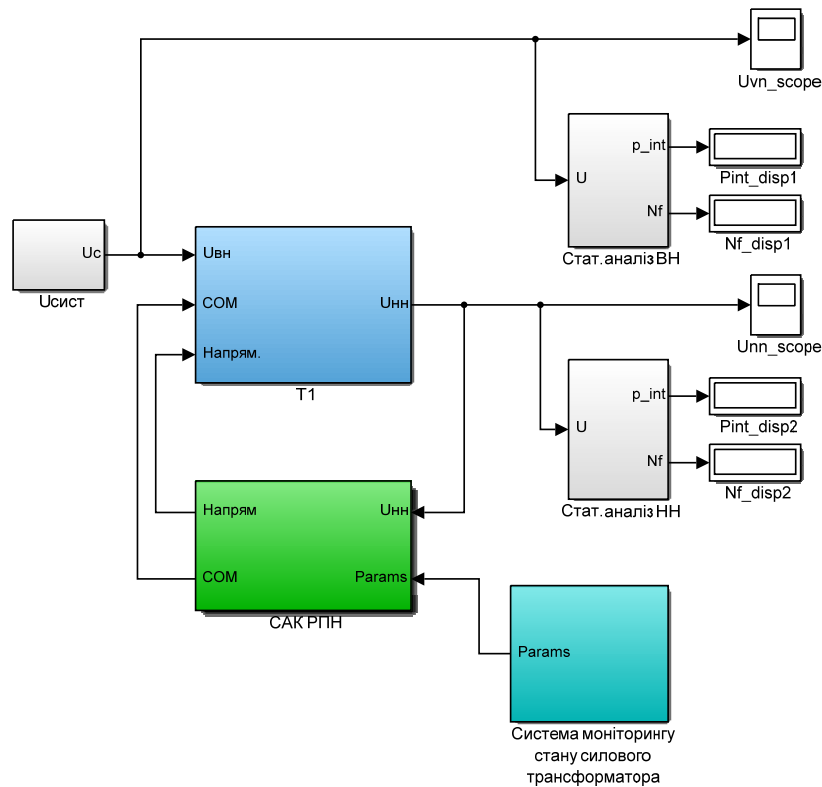 Uvn_scope
p_int
U
Pint_disp1
Nf
Nf_disp1
Стат.аналіз ВН
Uc
Uсист
Uвн
COM
Uнн
Напрям.
T1
Unn_scope
p_int
U
Pint_disp2
Nf
Nf_disp2
Стат.аналіз НН
Напрям
Uнн
COM
Params
САК РПН
Params
Система моніторингу
стану силового
трансформатора